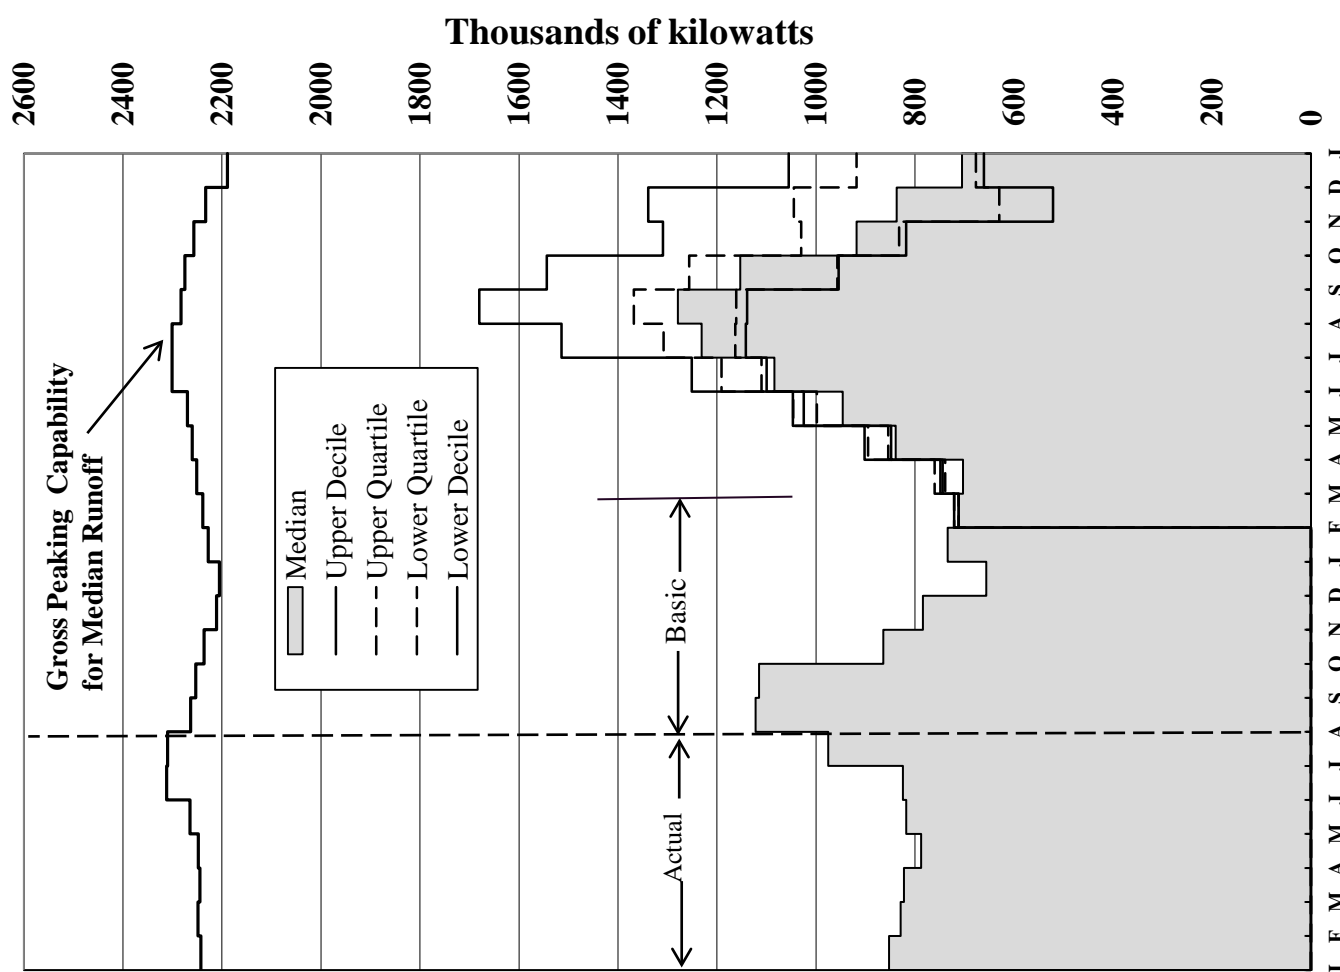 Thousands of kilowatts
2600
2400
2200
2000
1800
1600
1400
1200
1000
800
600
400
200
0
Gross Peaking Capability
for Median Runoff
Median
Upper Decile
Upper Quartile
Lower Quartile
Lower Decile
Actual
Basic
J F M A M J J A S O N D J F M A M J J A S O N D J